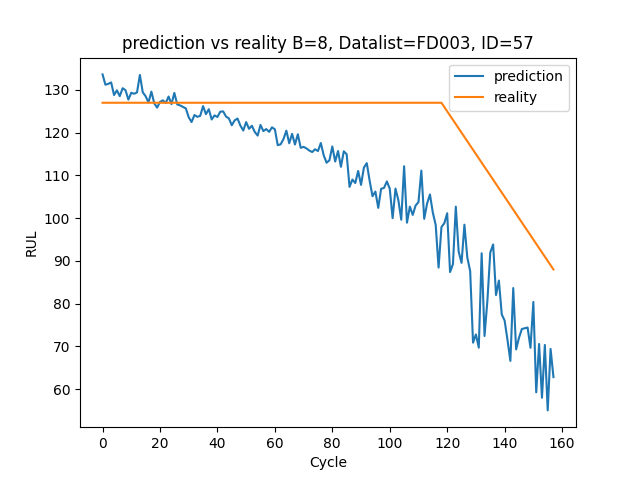 prediction vs reality B=8, Datalist=FD003, ID=57
prediction
reality
RUL
130
120
110
100
90
80
70
60
0 20 40 60 80 100 120 140 160
Cycle